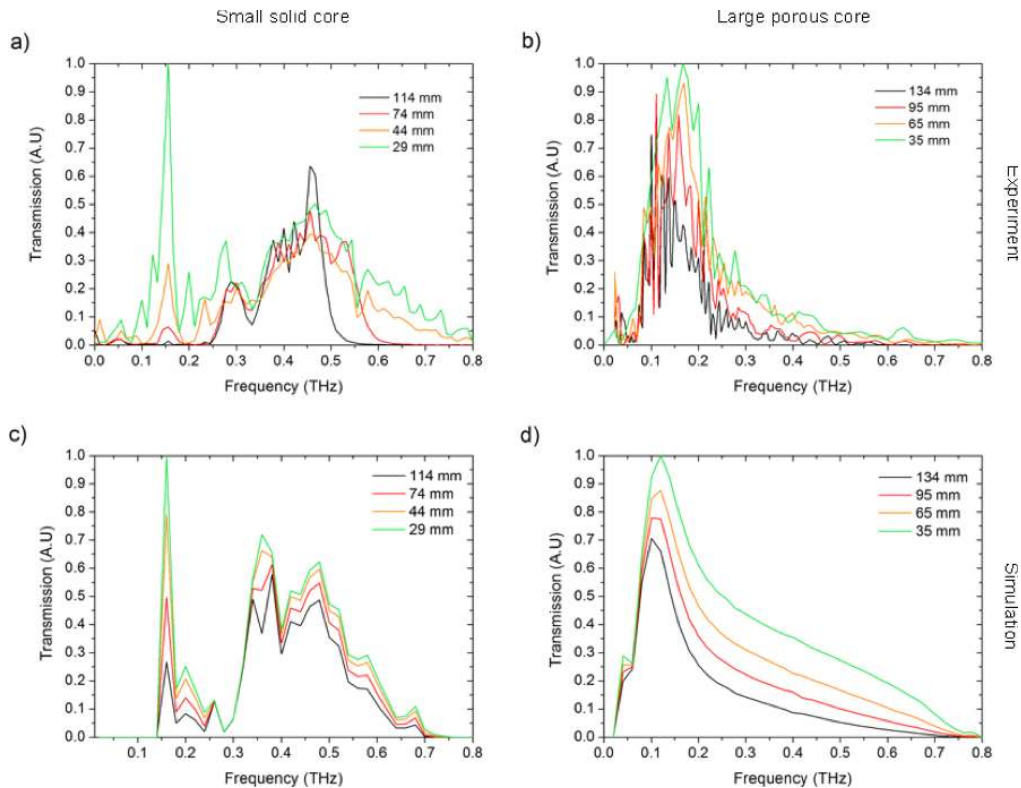 Small solid core
Large porous core
a)
b)
1.0
0.9
0.8
0.7
0.6
0.5
0.4
0.3
0.2
0.1
0.0
Transmission (A.U)
114 mm
74 mm
44 mm
29 mm
0.0 0.1 0.2 0.3 0.4 0.5 0.6 0.7 0.8
Frequency (THz)
1.0
0.9
0.8
0.7
0.6
0.5
0.4
0.3
0.2
0.1
0.0
Transmission (A.U)
134 mm
95 mm
65 mm
35 mm
0.0 0.1 0.2 0.3 0.4 0.5 0.6 0.7 0.8
Frequency (THz)
Experiment
c)
d)
1.0
0.9
0.8
0.7
0.6
0.5
0.4
0.3
0.2
0.1
0.0
Transmission (A.U)
114 mm
74 mm
44 mm
29 mm
0.1 0.2 0.3 0.4 0.5 0.6 0.7 0.8
Frequency (THz)
1.0
0.9
0.8
0.7
0.6
0.5
0.4
0.3
0.2
0.1
0.0
Transmission (A.U)
134 mm
95 mm
65 mm
35 mm
0.0 0.1 0.2 0.3 0.4 0.5 0.6 0.7 0.8
Frequency (THz)
Simulation